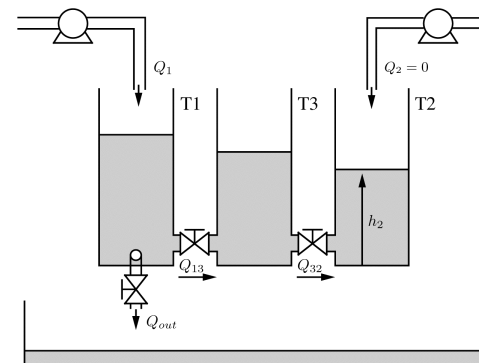 Q₁
Q₂ = 0
T1
T3
T2
h₂
Q₁₃
Q₃₂
Qₒᵤₜ